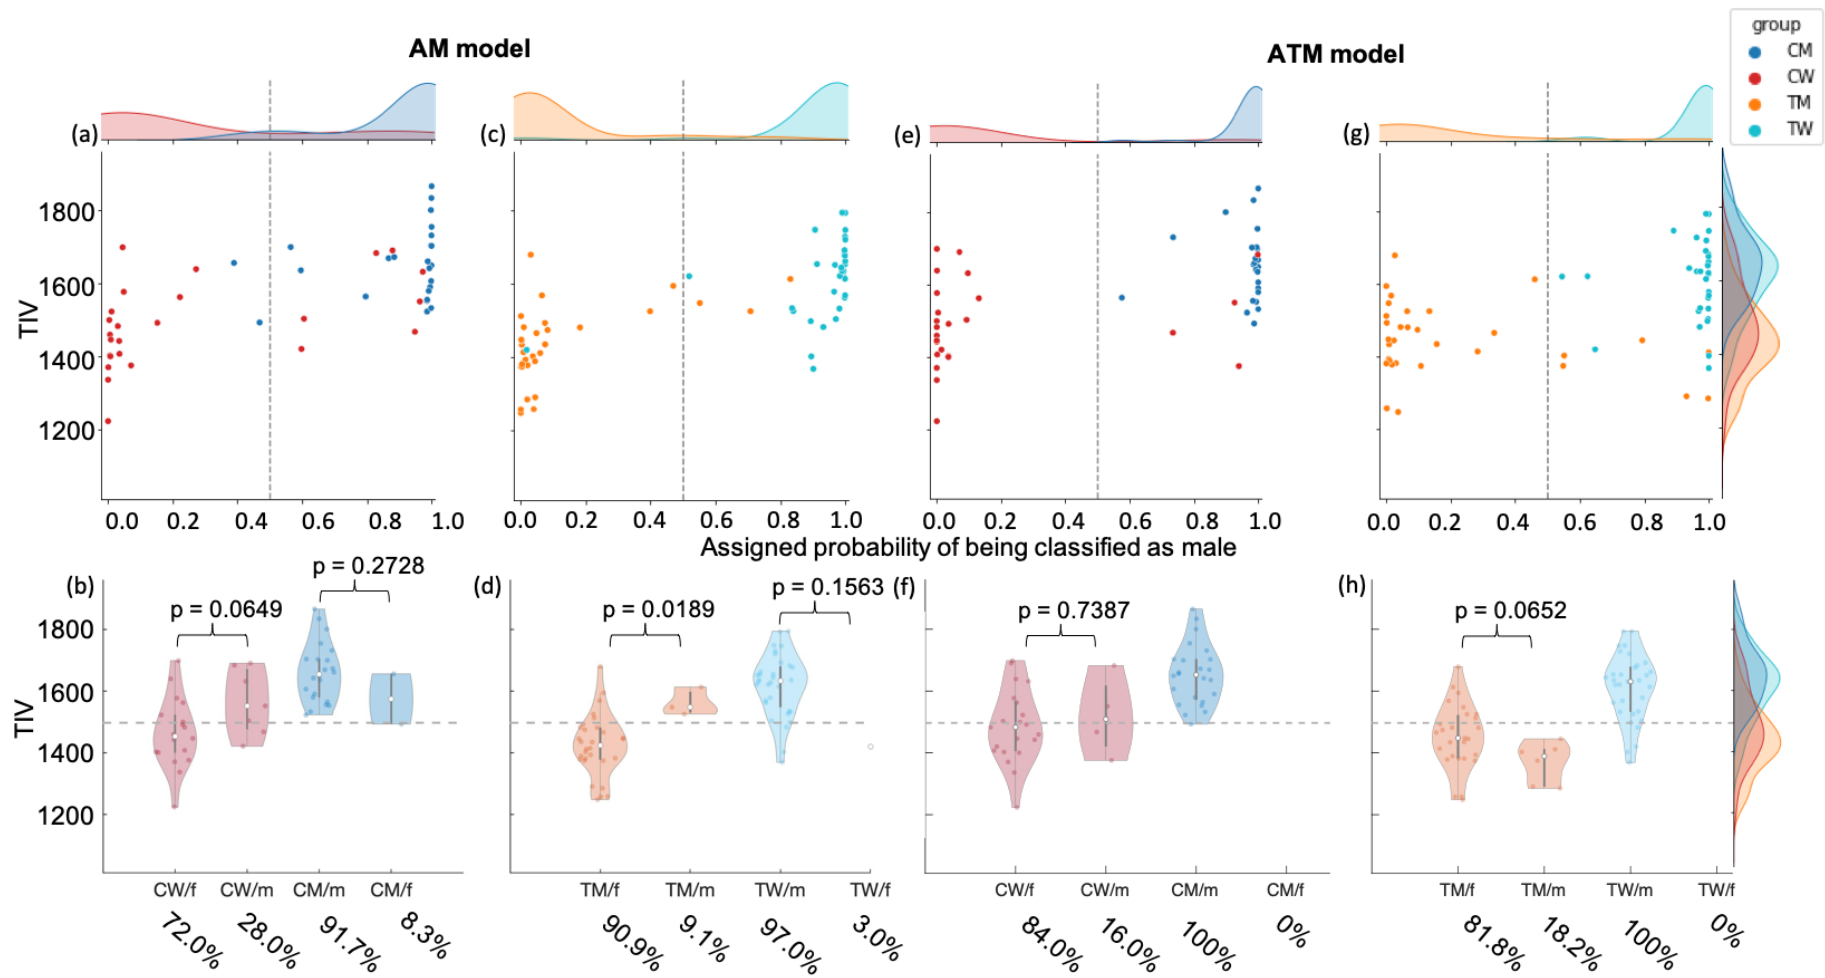 AM model
ATM model
group
CM
CW
TM
TW
(a)
(c)
(e)
(g)
1800
1600
1400
1200
TIV
0.0 0.2 0.4 0.6 0.8 1.0
0.0 0.2 0.4 0.6 0.8 1.0
0.0 0.2 0.4 0.6 0.8 1.0
0.0 0.2 0.4 0.6 0.8 1.0
Assigned probability of being classified as male
(b)
p = 0.0649
p = 0.2728
(d)
p = 0.0189
p = 0.1563
(f)
p = 0.7387
(h)
p = 0.0652
1800
1600
1400
1200
TIV
CW/f CW/m CM/m CM/f
TM/f TM/m TW/m TW/f
CW/f CW/m CM/m CM/f
TM/f TM/m TW/m TW/f
72.0% 28.0% 91.7% 8.3%
90.9% 9.1% 97.0% 3.0%
84.0% 16.0% 100% 0%
81.8% 18.2% 100% 0%